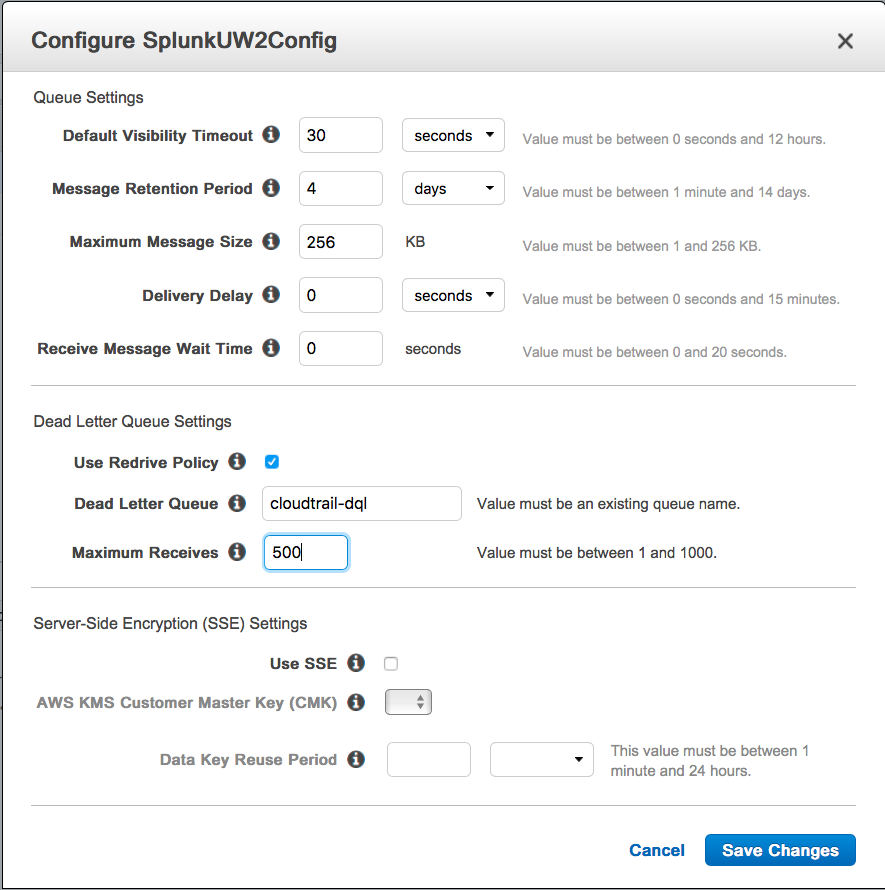 Configure SplunkUW2Config
Queue Settings
Default Visibility Timeout 30 seconds Value must be between 0 seconds and 12 hours.
Message Retention Period 4 days Value must be between 1 minute and 14 days.
Maximum Message Size 256 KB Value must be between 1 and 256 KB.
Delivery Delay 0 seconds Value must be between 0 seconds and 15 minutes.
Receive Message Wait Time 0 seconds Value must be between 0 and 20 seconds.
Dead Letter Queue Settings
Use Redrive Policy
Dead Letter Queue cloudtrail-dql Value must be an existing queue name.
Maximum Receives 500 Value must be between 1 and 1000.
Server-Side Encryption (SSE) Settings
Use SSE
AWS KMS Customer Master Key (CMK)
Data Key Reuse Period This value must be between 1
minute and 24 hours.
Cancel Save Changes